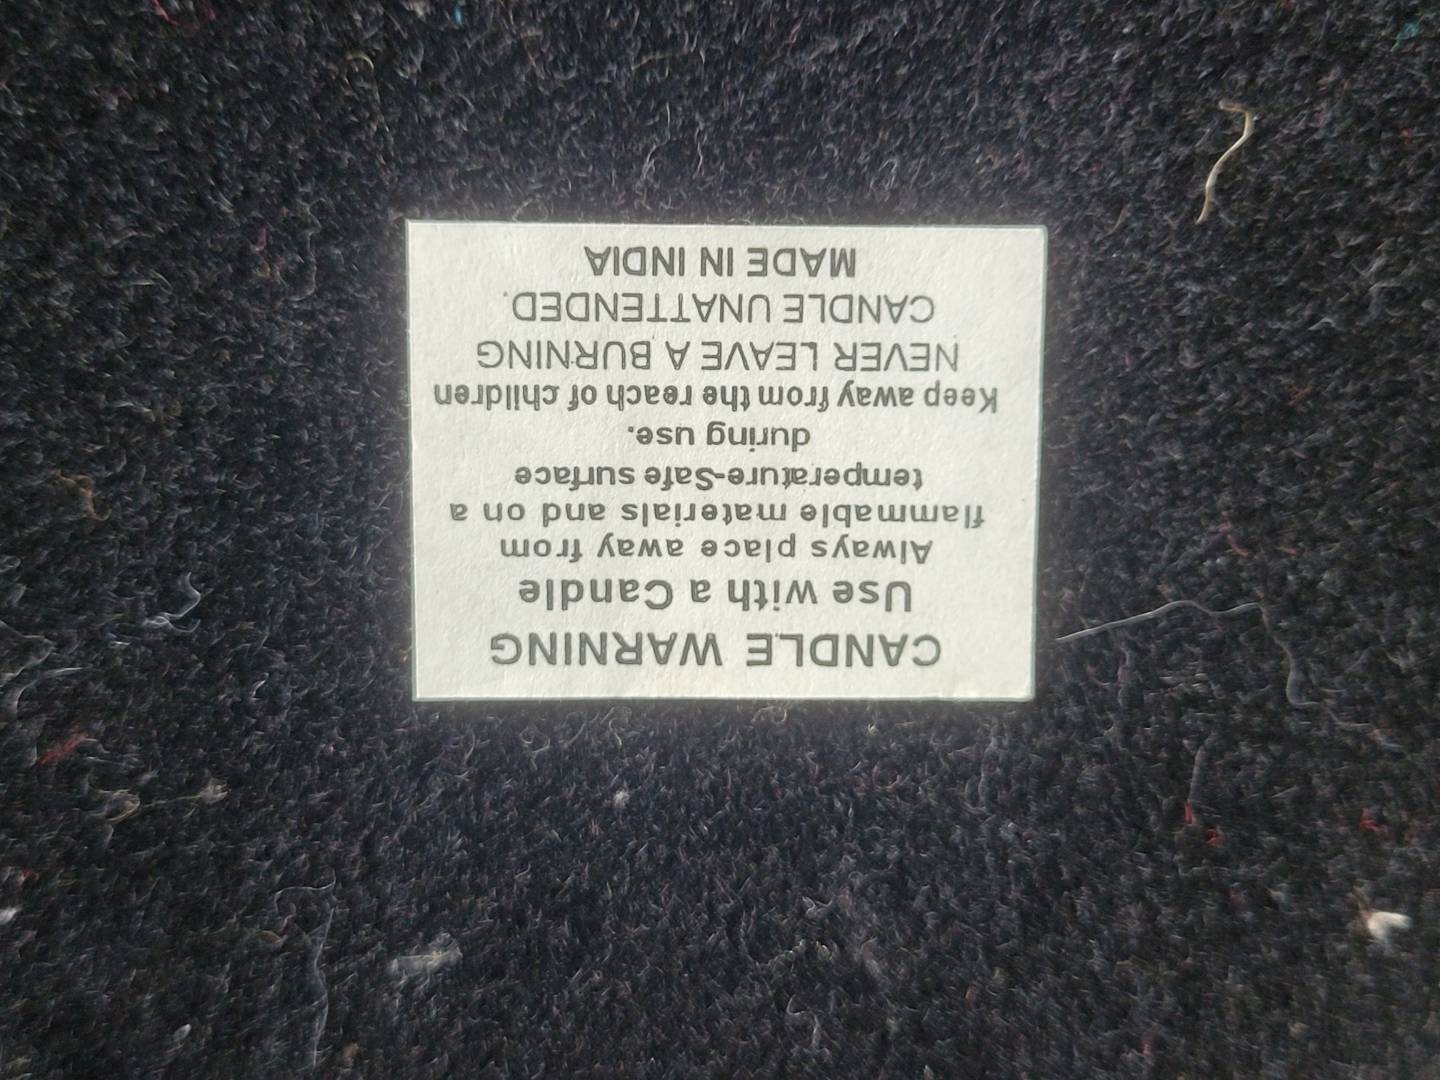 CANDLE WARNING
Use with a Candle
Always place away from
flammable materials and on a
temperature-Safe surface
during use.
Keep away from the reach of children
NEVER LEAVE A BURNING
CANDLE UNATTENDED.
MADE IN INDIA